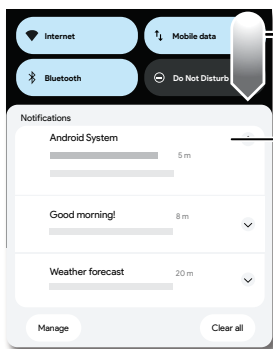 Internet
Mobile data
Bluetooth
Do Not Disturb
Notifications
Android System
5 m
Good morning!
8 m
Weather forecast
20 m
Manage
Clear all